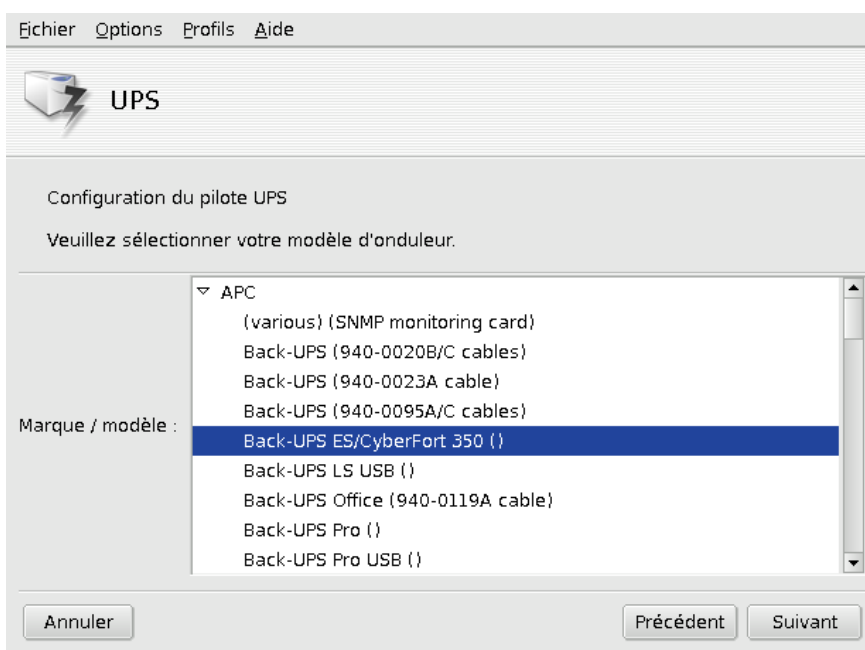 Fichier Options Profils Aide
UPS
Configuration du pilote UPS
Veuillez sélectionner votre modèle d'onduleur.
Marque / modèle :
APC
(various) (SNMP monitoring card)
Back-UPS (940-0020B/C cables)
Back-UPS (940-0023A cable)
Back-UPS (940-0095A/C cables)
Back-UPS ES/CyberFort 350 ()
Back-UPS LS USB ()
Back-UPS Office (940-0119A cable)
Back-UPS Pro ()
Back-UPS Pro USB ()
Annuler Précédent Suivant